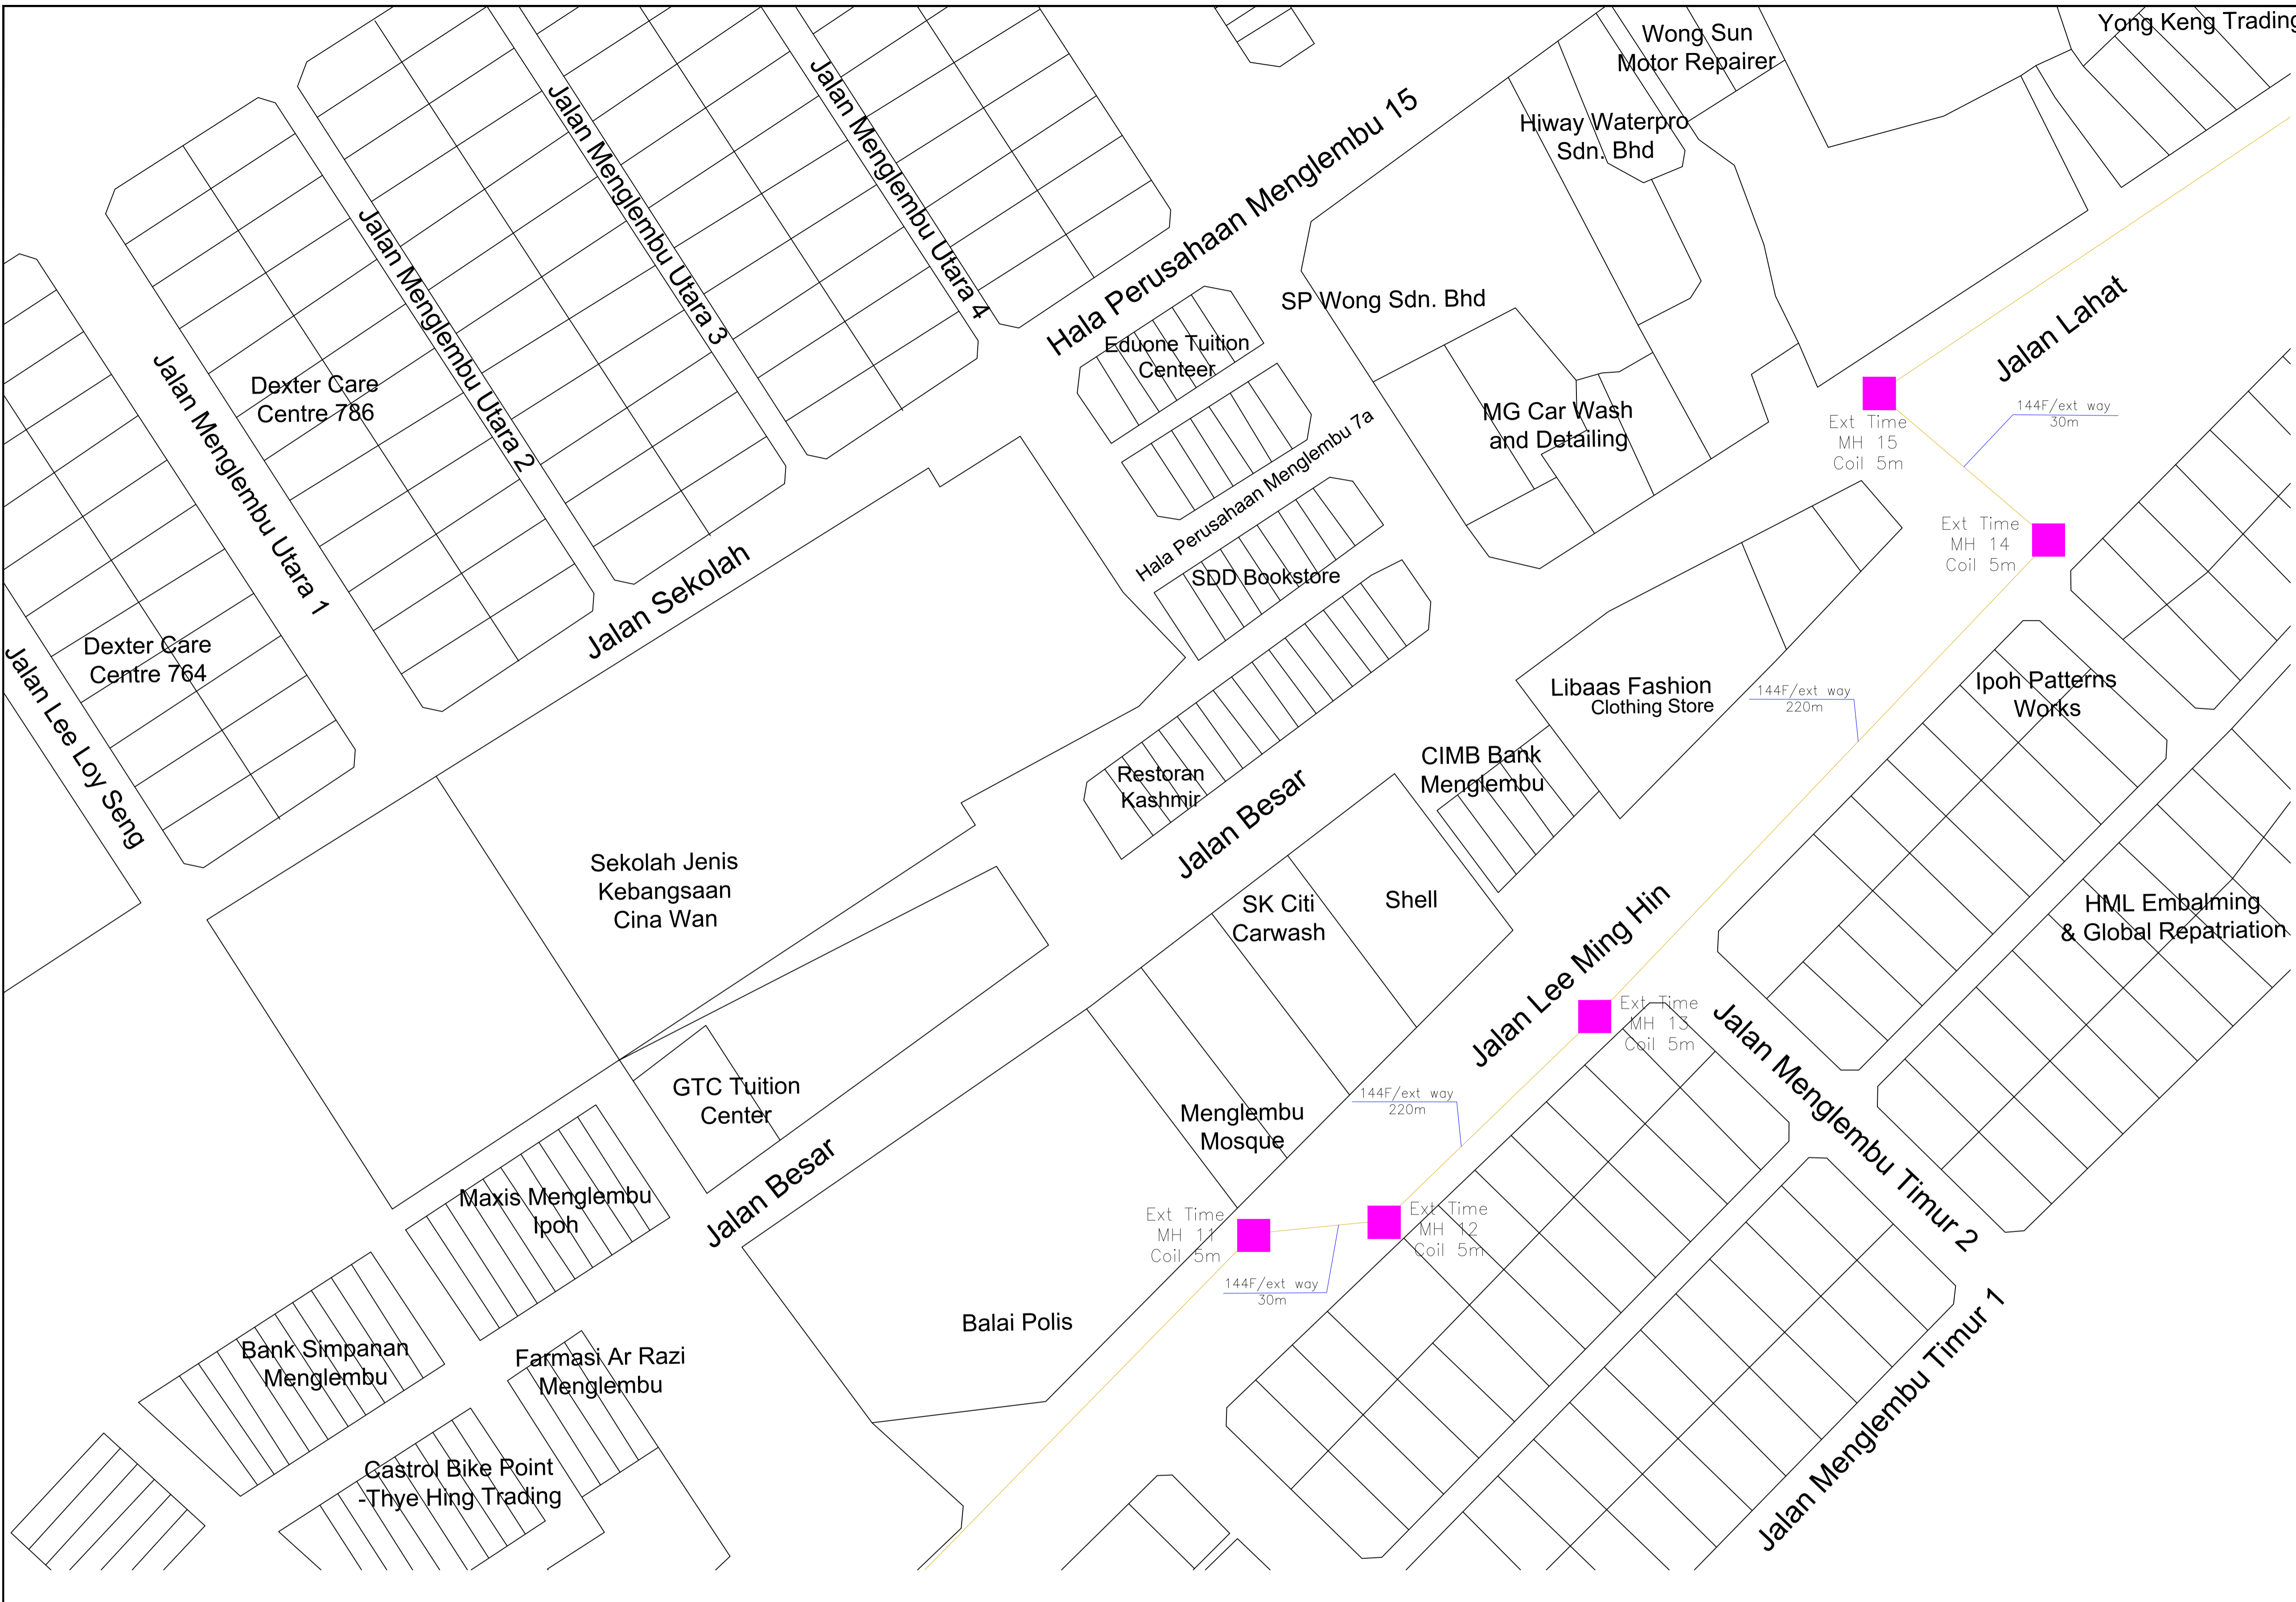 Yong Keng Trading
Wong Sun
Motor Repairer
Jalan Menglembu Utara 4
Jalan Menglembu Utara 3
Hala Perusahaan Menglembu 15
Hiway Waterpro
Sdn. Bhd
Jalan Menglembu Utara 2
Jalan Menglembu Utara 1
SP Wong Sdn. Bhd
Jalan Lahat
Eduone Tuition
Centeer
Dexter Care
Centre 786
MG Car Wash
and Detailing
144F/ext way
30m
Ext Time
MH 15
Coil 5m
Hala Perusahaan Menglembu 7a
Ext Time
MH 14
Coil 5m
SDD Bookstore
Jalan Sekolah
Dexter Care
Centre 764
Jalan Lee Loy Seng
Libaas Fashion
Clothing Store
144F/ext way
220m
Ipoh Patterns
Works
CIMB Bank
Menglembu
Restoran
Kashmir
Jalan Besar
Sekolah Jenis
Kebangsaan
Cina Wan
SK Citi
Carwash
Shell
HML Embalming
& Global Repatriation
Jalan Lee Ming Hin
Ext Time
MH 13
Coil 5m
Jalan Menglembu Timur 2
GTC Tuition
Center
144F/ext way
220m
Menglembu
Mosque
Jalan Besar
Maxis Menglembu
Ipoh
Ext Time
MH 11
Coil 5m
Ext Time
MH 12
Coil 5m
144F/ext way
30m
Balai Polis
Jalan Menglembu Timur 1
Bank Simpanan
Menglembu
Farmasi Ar Razi
Menglembu
Castrol Bike Point
-Thye Hing Trading